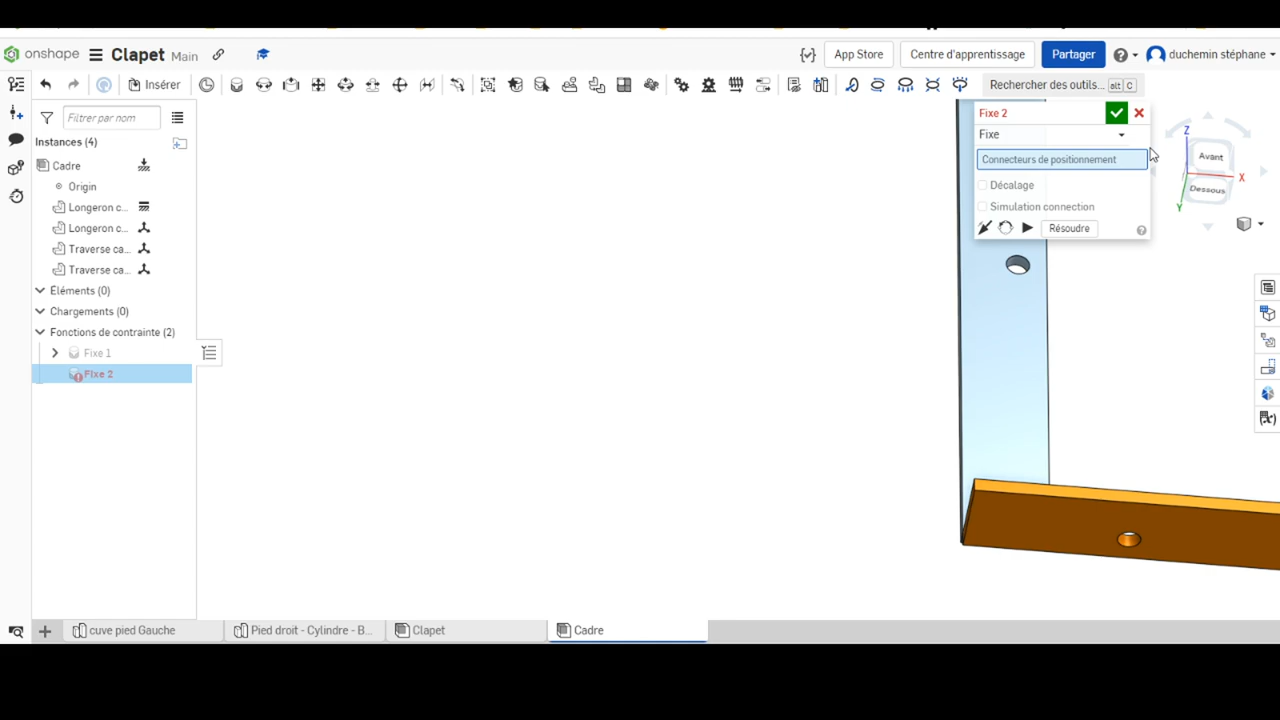 onshape Clapet Main App Store Centre d'apprentissage Partager duchemin stéphane
Insérer Rechercher des outils... alt C
Filtrer par nom
Instances (4)
Cadre
Origin
Longeron c...
Longeron c...
Traverse ca...
Traverse ca...
Éléments (0)
Chargements (0)
Fonctions de contrainte (2)
Fixe 1
Fixe 2
Fixe 2
Fixe
Connecteurs de positionnement
Décalage
Simulation connection
Résoudre
Z
Avant
X
Dessous
Y
cuve pied Gauche Pied droit - Cylindre - B... Clapet Cadre